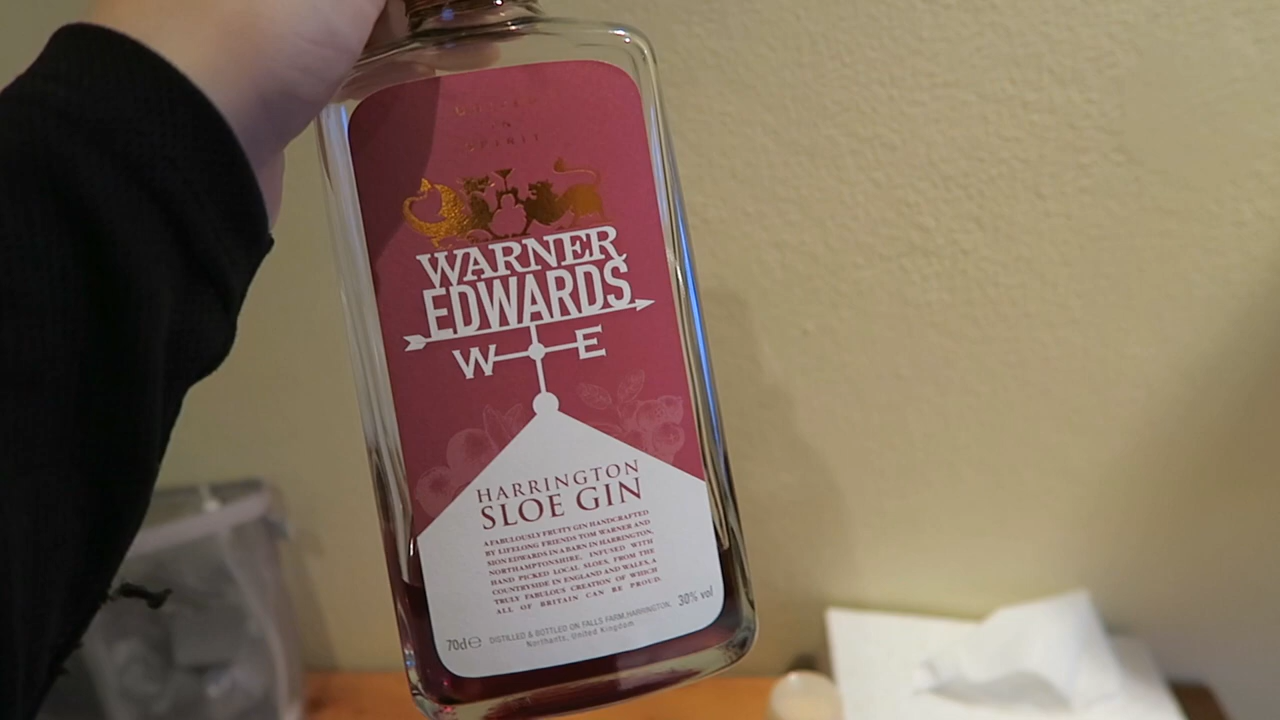 UNITED
IN
SPIRIT
WARNER
EDWARDS
W E
HARRINGTON
SLOE GIN
A FABULOUSLY FRUITY GIN HANDCRAFTED
BY LIFELONG FRIENDS TOM WARNER AND
SION EDWARDS IN A BARN IN HARRINGTON,
NORTHAMPTONSHIRE. INFUSED WITH
HAND PICKED LOCAL SLOES, FROM THE
COUNTRYSIDE IN ENGLAND AND WALES, A
TRULY FABULOUS CREATION OF WHICH
ALL OF BRITAIN CAN BE PROUD.
70cl e DISTILLED & BOTTLED ON FALLS FARM, HARRINGTON, 30% vol
Northants, United Kingdom